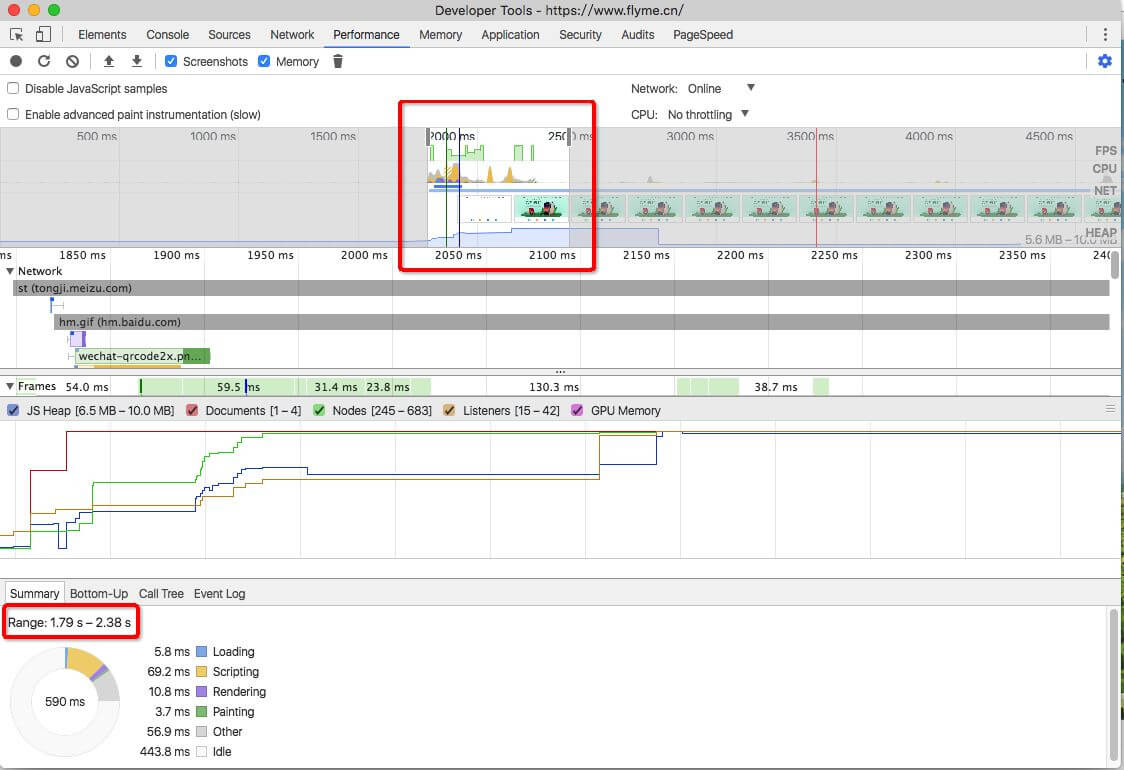 Developer Tools - https://www.flyme.cn/
Elements Console Sources Network Performance Memory Application Security Audits PageSpeed
Screenshots Memory
Disable JavaScript samples Network: Online
Enable advanced paint instrumentation (slow) CPU: No throttling
500 ms 1000 ms 1500 ms 2000 ms 2500 ms 3000 ms 3500 ms 4000 ms 4500 ms
FPS
CPU
NET
HEAP
5.6 MB – 10.0 MB
ms 1850 ms 1900 ms 1950 ms 2000 ms 2050 ms 2100 ms 2150 ms 2200 ms 2250 ms 2300 ms 2350 ms 240
Network
st (tongji.meizu.com)
hm.gif (hm.baidu.com)
wechat-qrcode2x.pn...
Frames 54.0 ms 59.5 ms 31.4 ms 23.8 ms 130.3 ms 38.7 ms
JS Heap [6.5 MB – 10.0 MB] Documents [1 – 4] Nodes [245 – 683] Listeners [15 – 42] GPU Memory
Summary Bottom-Up Call Tree Event Log
Range: 1.79 s – 2.38 s
590 ms
5.8 ms Loading
69.2 ms Scripting
10.8 ms Rendering
3.7 ms Painting
56.9 ms Other
443.8 ms Idle